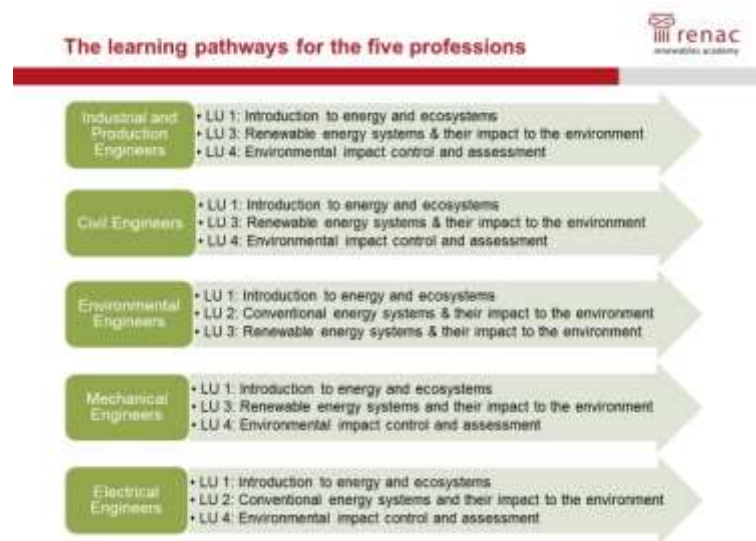 The learning pathways for the five professions
renac
renewables academy
Industrial and
Production
Engineers
• LU 1: Introduction to energy and ecosystems
• LU 3: Renewable energy systems & their impact to the environment
• LU 4: Environmental impact control and assessment
Civil Engineers
• LU 1: Introduction to energy and ecosystems
• LU 3: Renewable energy systems & their impact to the environment
• LU 4: Environmental impact control and assessment
Environmental
Engineers
• LU 1: Introduction to energy and ecosystems
• LU 2: Conventional energy systems & their impact to the environment
• LU 3: Renewable energy systems & their impact to the environment
Mechanical
Engineers
• LU 1: Introduction to energy and ecosystems
• LU 3: Renewable energy systems and their impact to the environment
• LU 4: Environmental impact control and assessment
Electrical
Engineers
• LU 1: Introduction to energy and ecosystems
• LU 2: Conventional energy systems and their impact to the environment
• LU 4: Environmental impact control and assessment